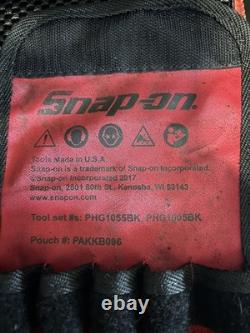 Snap-on
Tools Made in U.S.A.
Snap-on is a trademark of Snap-on Incorporated.
©Snap-on Incorporated 2017
Snap-on, 2801 80th St., Kenosha, WI 53143
www.snapon.com
Tool set #s: PHG1055BK, PHG1005BK
Pouch #: PAKKB096